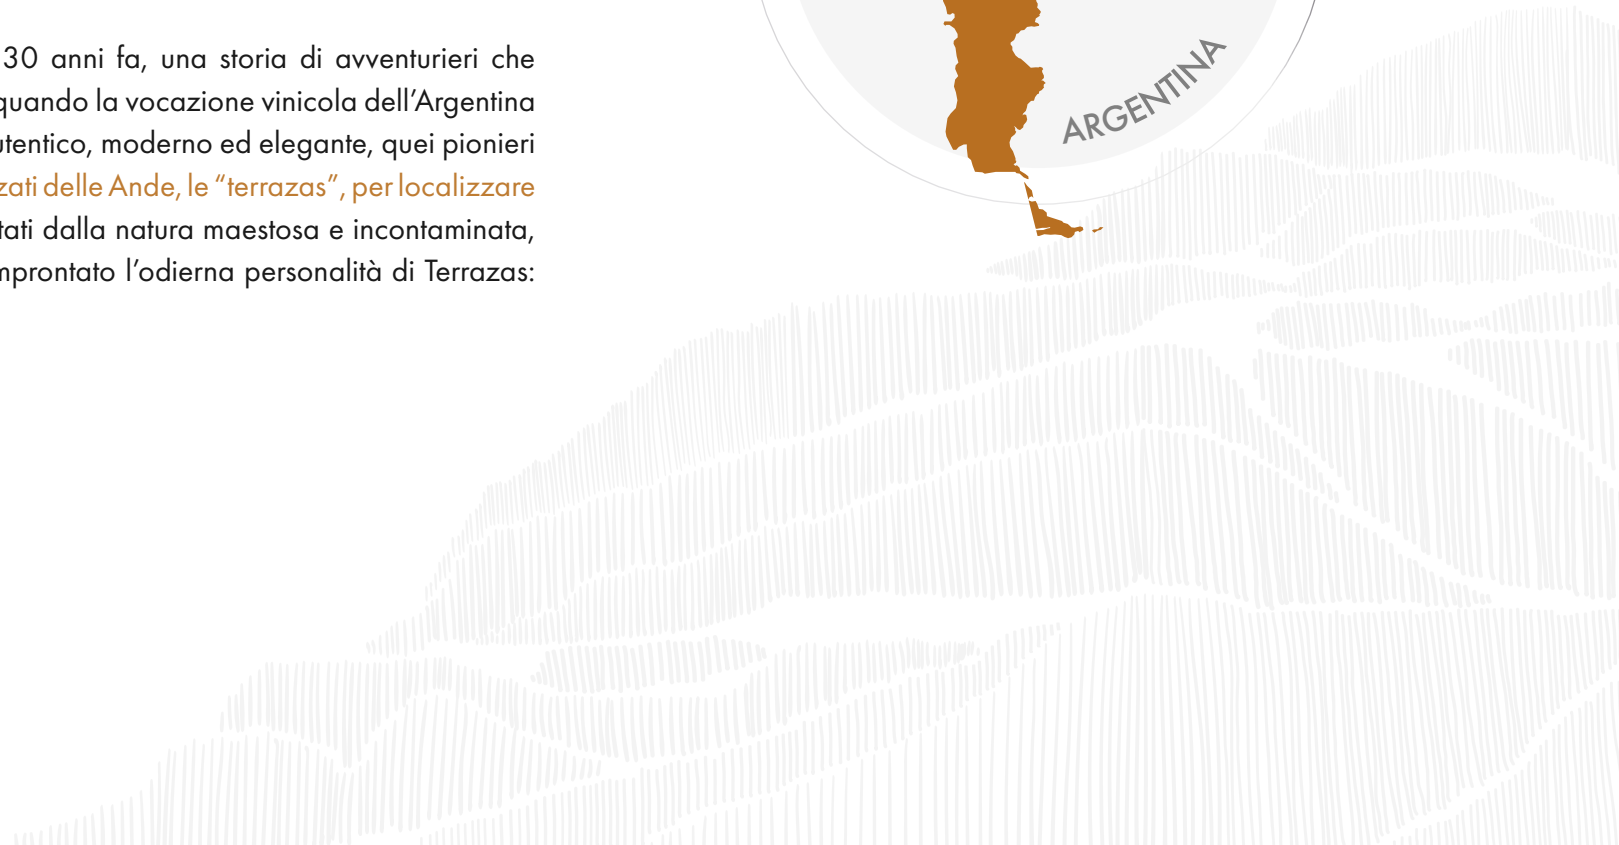 30 anni fa, una storia di avventurieri che
quando la vocazione vinicola dell’Argentina
utentico, moderno ed elegante, quei pionieri
zati delle Ande, le “terrazas”, per localizzare
tati dalla natura maestosa e incontaminata,
mprontato l’odierna personalità di Terrazas:
ARGENTINA